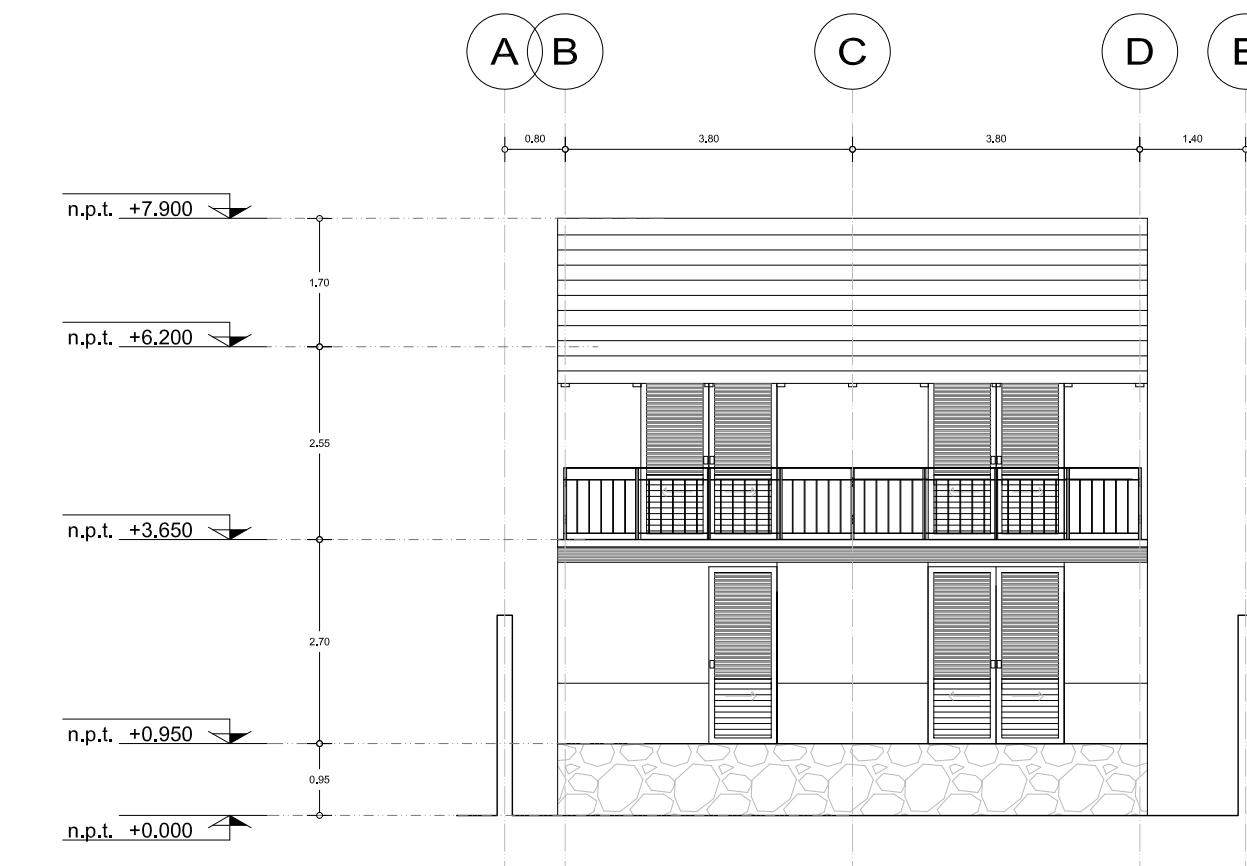 A B C D E
0.80 3.80 3.80 1.40
n.p.t. +7.900
1.70
n.p.t. +6.200
2.55
n.p.t. +3.650
2.70
n.p.t. +0.950
0.95
n.p.t. +0.000